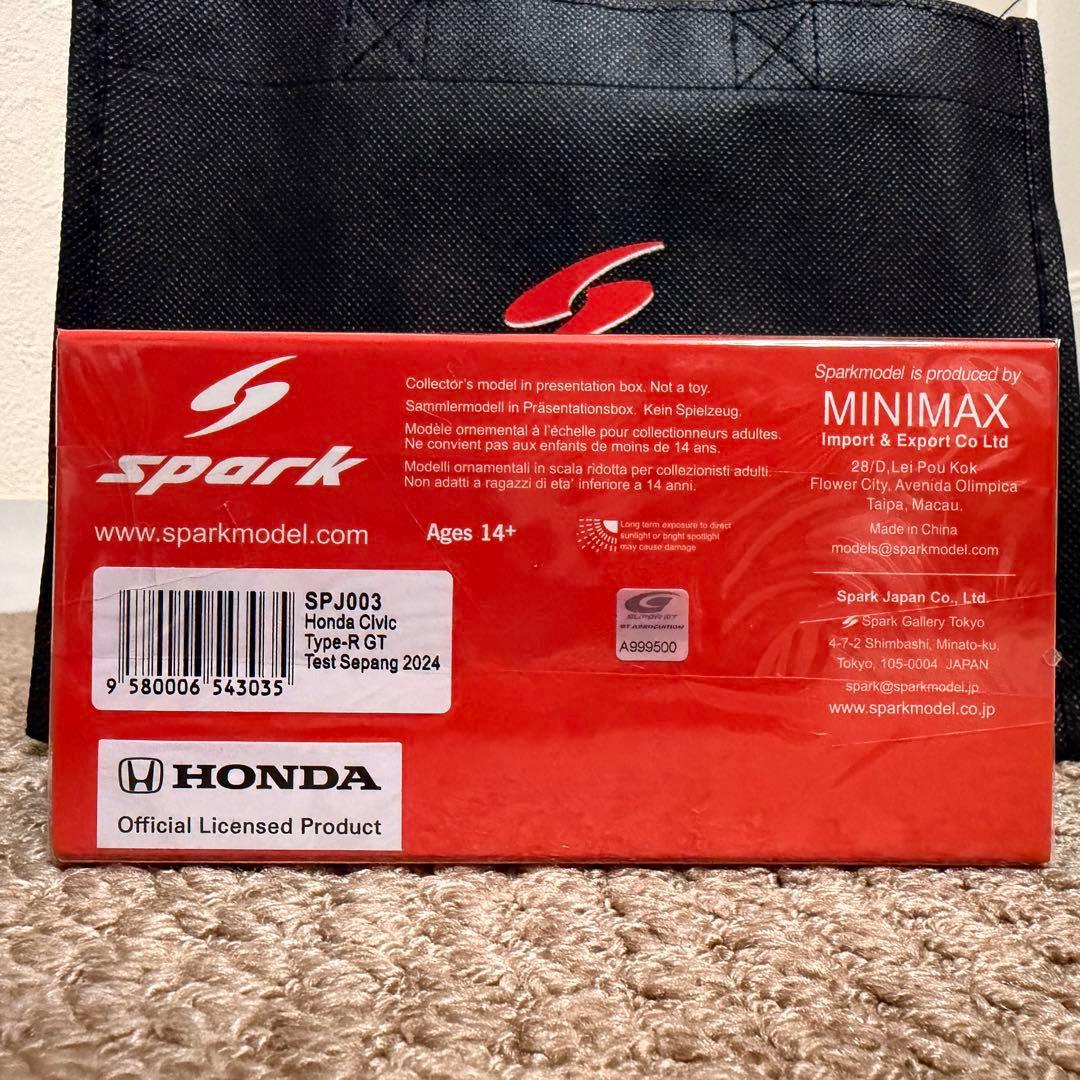 spark
www.sparkmodel.com
Collector's model in presentation box. Not a toy.
Sammlermodell in Präsentationsbox. Kein Spielzeug.
Modèle ornemental à l'échelle pour collectionneurs adultes.
Ne convient pas aux enfants de moins de 14 ans.
Modelli ornamentali in scala ridotta per collezionisti adulti.
Non adatti a ragazzi di eta' inferiore a 14 anni.
Ages 14+
Long term exposure to direct
sunlight or bright spotlight
may cause damage
Sparkmodel is produced by
MINIMAX
Import & Export Co Ltd
28/D,Lei Pou Kok
Flower City, Avenida Olimpica
Taipa, Macau.
Made in China
models@sparkmodel.com
Spark Japan Co., Ltd.
Spark Gallery Tokyo
4-7-2 Shimbashi, Minato-ku,
Tokyo, 105-0004 JAPAN
spark@sparkmodel.jp
www.sparkmodel.co.jp
SPJ003
Honda Civic
Type-R GT
Test Sepang 2024
9 580006 543035
SUPER GT
GT ASSOCIATION
A999500
HONDA
Official Licensed Product